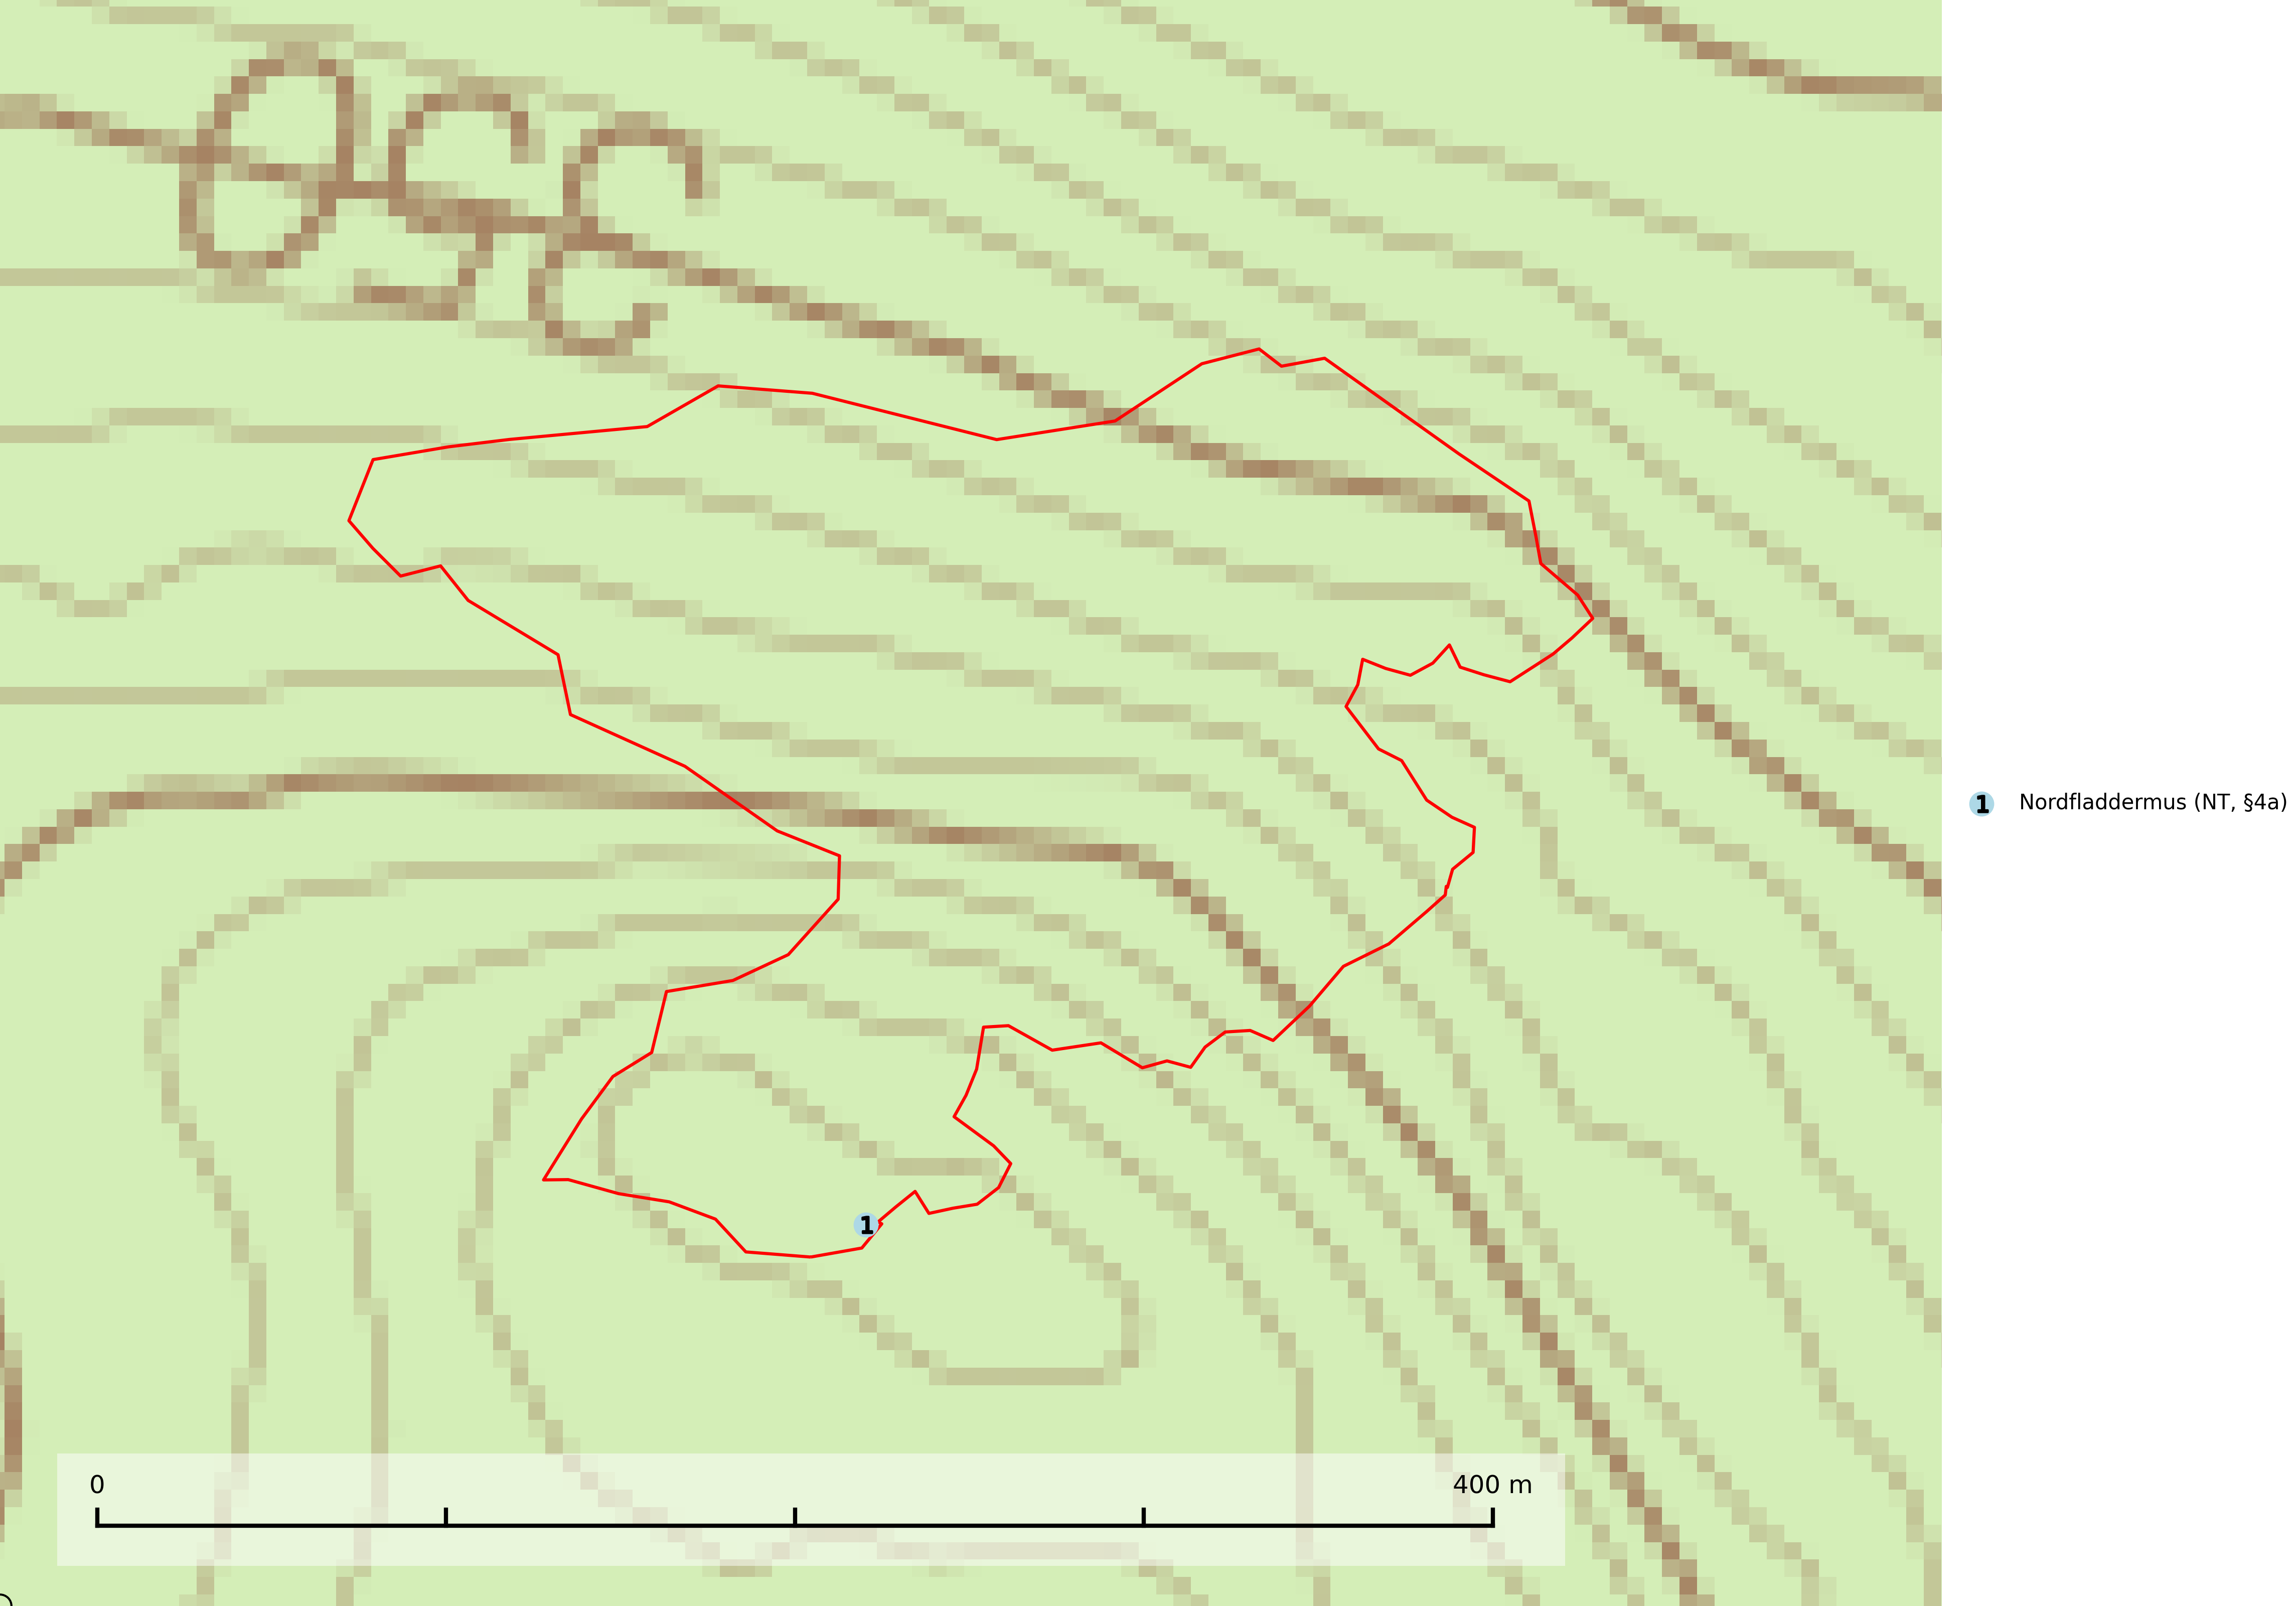 1 Nordfladdermus (NT, §4a)
1
0 400 m